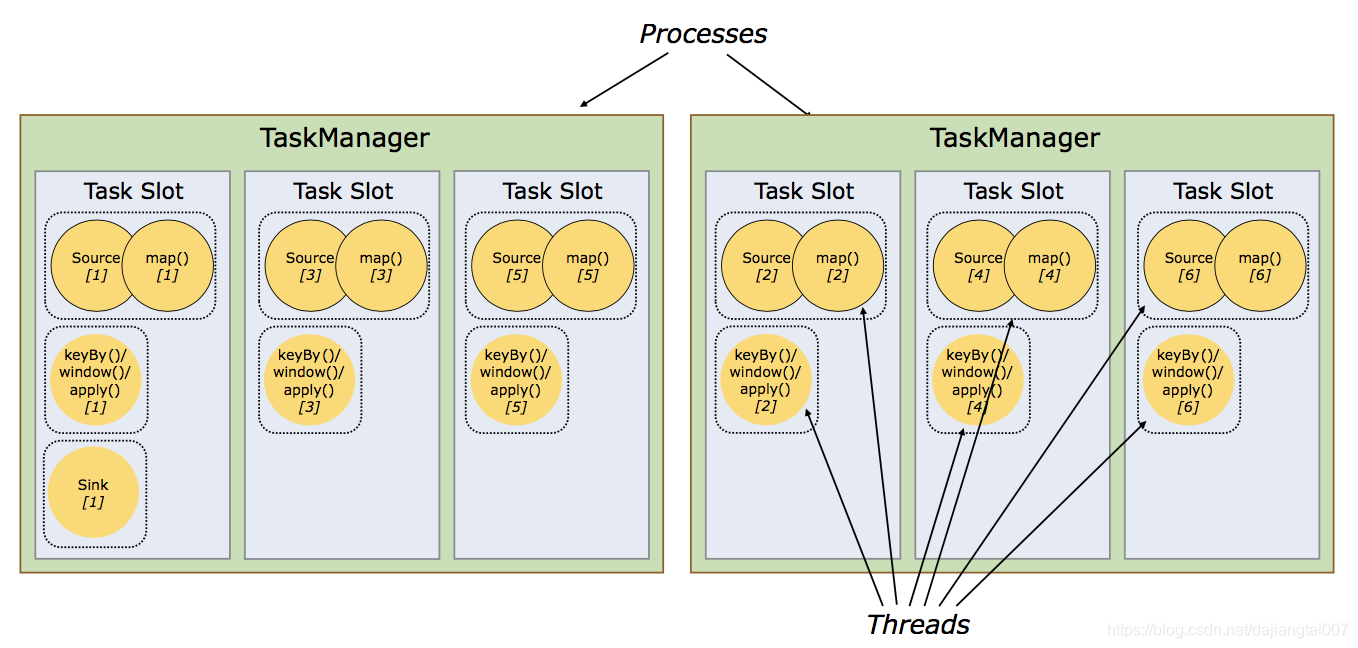 Processes
TaskManager
Task Slot
Source
[1]
map()
[1]
keyBy()/
window()/
apply()
[1]
Sink
[1]
Task Slot
Source
[3]
map()
[3]
keyBy()/
window()/
apply()
[3]
Task Slot
Source
[5]
map()
[5]
keyBy()/
window()/
apply()
[5]
TaskManager
Task Slot
Source
[2]
map()
[2]
keyBy()/
window()/
apply()
[2]
Task Slot
Source
[4]
map()
[4]
keyBy()/
window()/
apply()
[4]
Task Slot
Source
[6]
map()
[6]
keyBy()/
window()/
apply()
[6]
Threads
https://blog.csdn.net/dajiangtai007